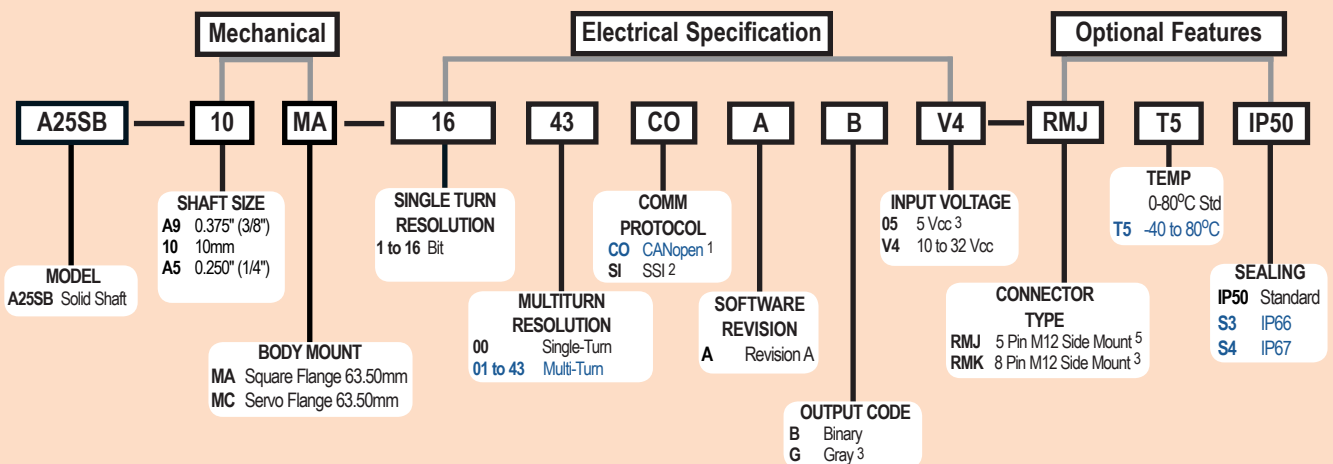 Mechanical
Electrical Specification
Optional Features
A25SB
10
MA
16
43
CO
A
B
V4
RMJ
T5
IP50
MODEL
A25SB Solid Shaft
SHAFT SIZE
A9 0.375" (3/8")
10 10mm
A5 0.250" (1/4")
BODY MOUNT
MA Square Flange 63.50mm
MC Servo Flange 63.50mm
SINGLE TURN
RESOLUTION
1 to 16 Bit
MULTITURN
RESOLUTION
00 Single-Turn
01 to 43 Multi-Turn
COMM
PROTOCOL
CO CANopen 1
SI SSI 2
SOFTWARE
REVISION
A Revision A
OUTPUT CODE
B Binary
G Gray 3
INPUT VOLTAGE
05 5 Vcc 3
V4 10 to 32 Vcc
CONNECTOR
TYPE
RMJ 5 Pin M12 Side Mount 5
RMK 8 Pin M12 Side Mount 3
TEMP
0-80°C Std
T5 -40 to 80°C
SEALING
IP50 Standard
S3 IP66
S4 IP67